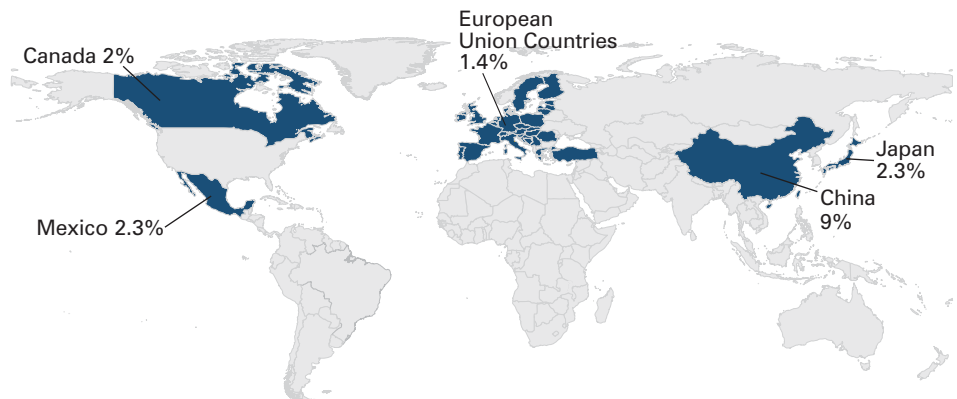 European
Union Countries
1.4%
Canada 2%
Japan
2.3%
China
9%
Mexico 2.3%